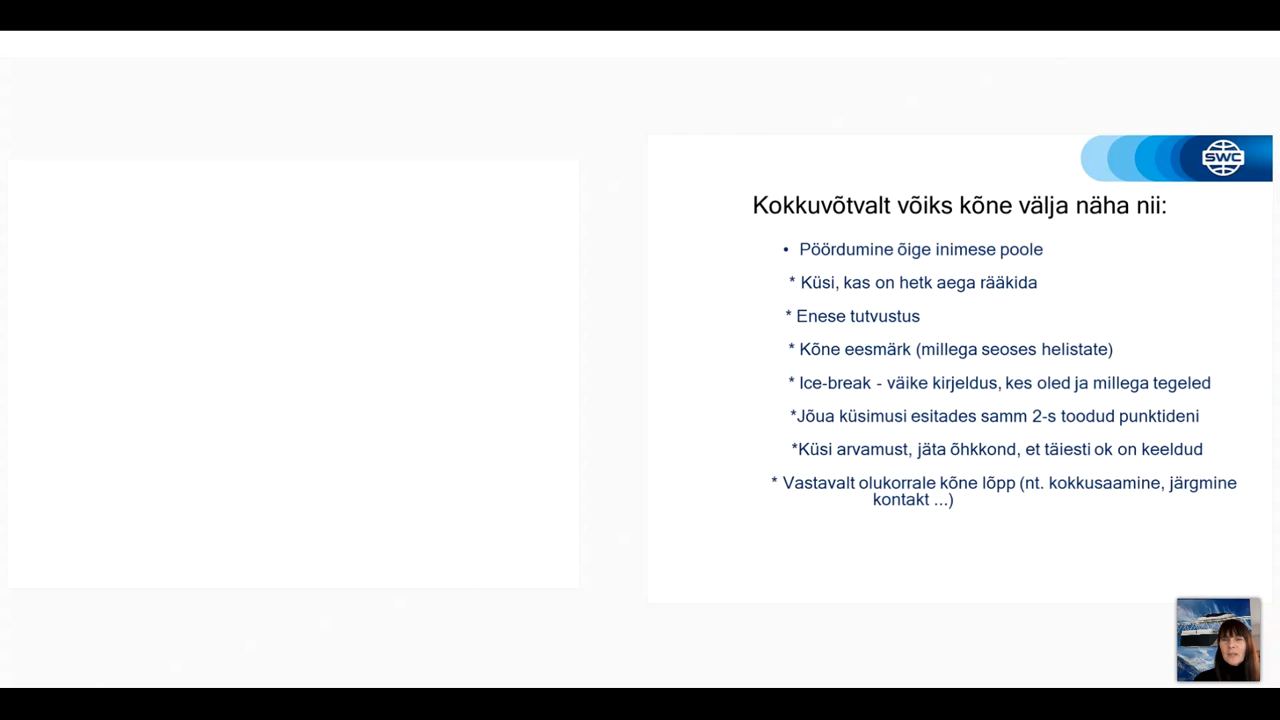 SWC
Kokkuvõtvalt võiks kõne välja näha nii:
• Pöördumine õige inimese poole
* Küsi, kas on hetk aega rääkida
* Enese tutvustus
* Kõne eesmärk (millega seoses helistate)
* Ice-break - väike kirjeldus, kes oled ja millega tegeled
*Jõua küsimusi esitades samm 2-s toodud punktideni
*Küsi arvamust, jäta õhkkond, et täiesti ok on keeldud
* Vastavalt olukorrale kõne lõpp (nt. kokkusaamine, järgmine
kontakt ...)